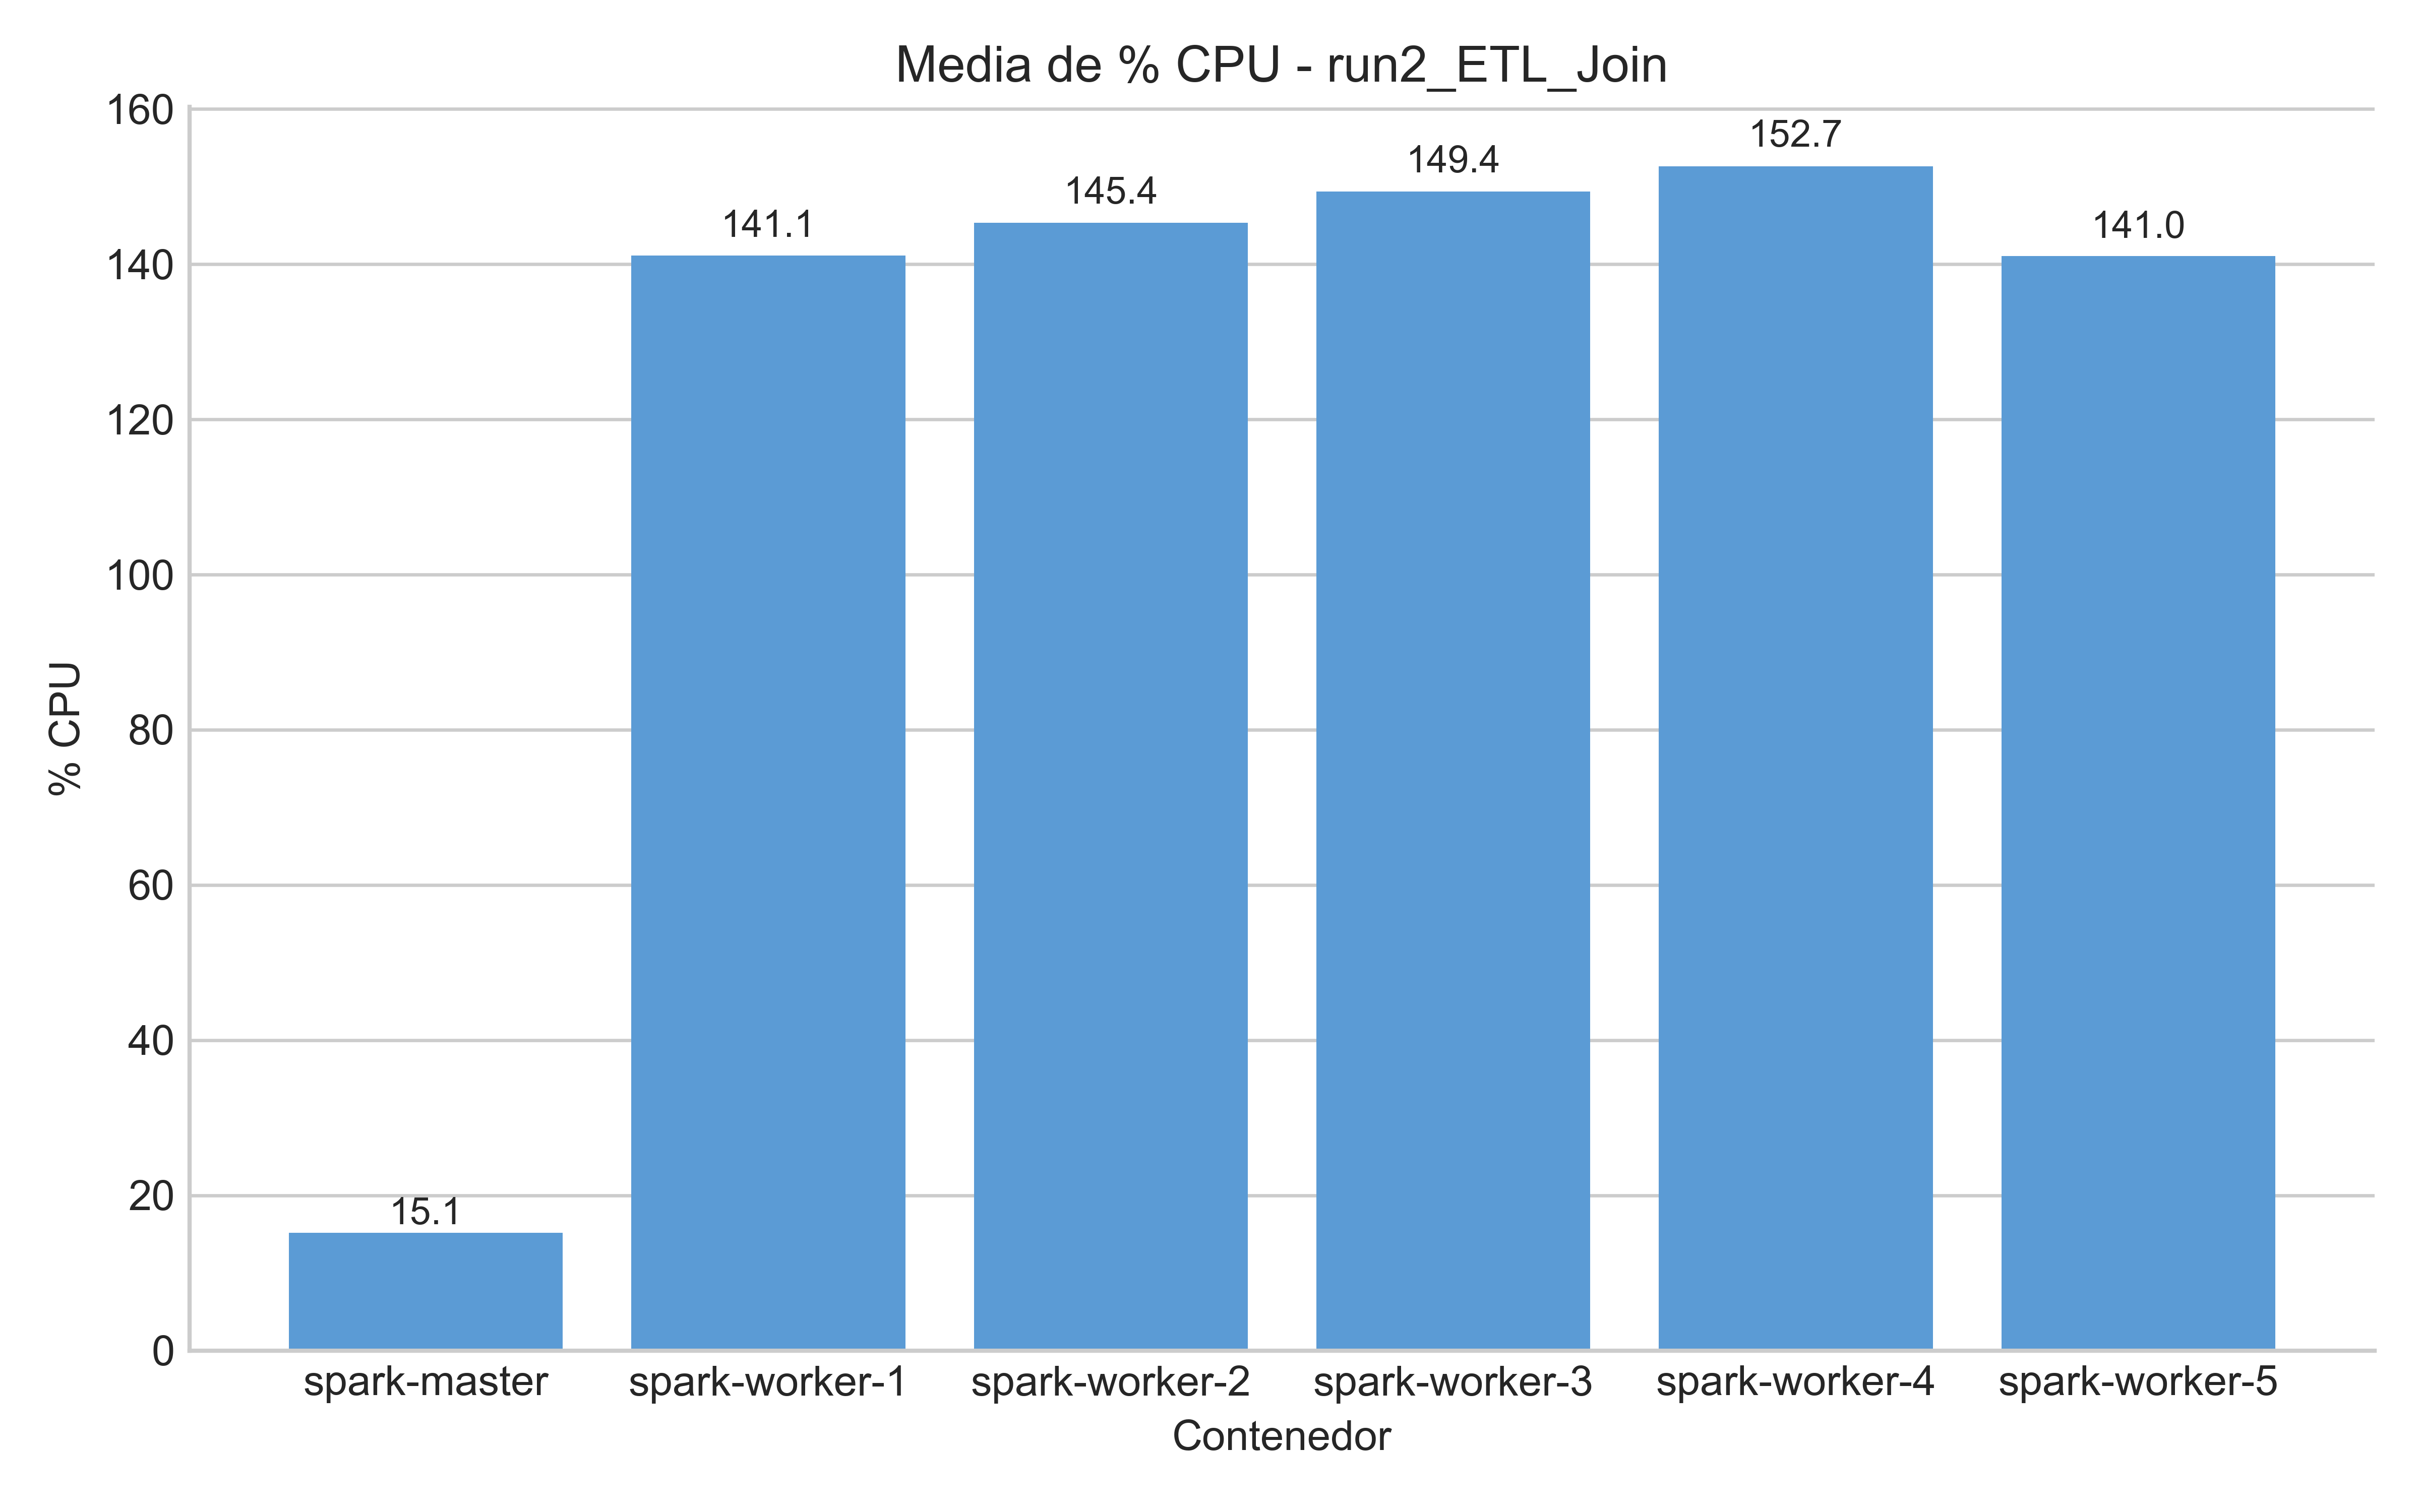 Media de % CPU - run2_ETL_Join
160
140
120
100
80
60
40
20
0
% CPU
15.1
141.1
145.4
149.4
152.7
141.0
spark-master
spark-worker-1
spark-worker-2
spark-worker-3
spark-worker-4
spark-worker-5
Contenedor